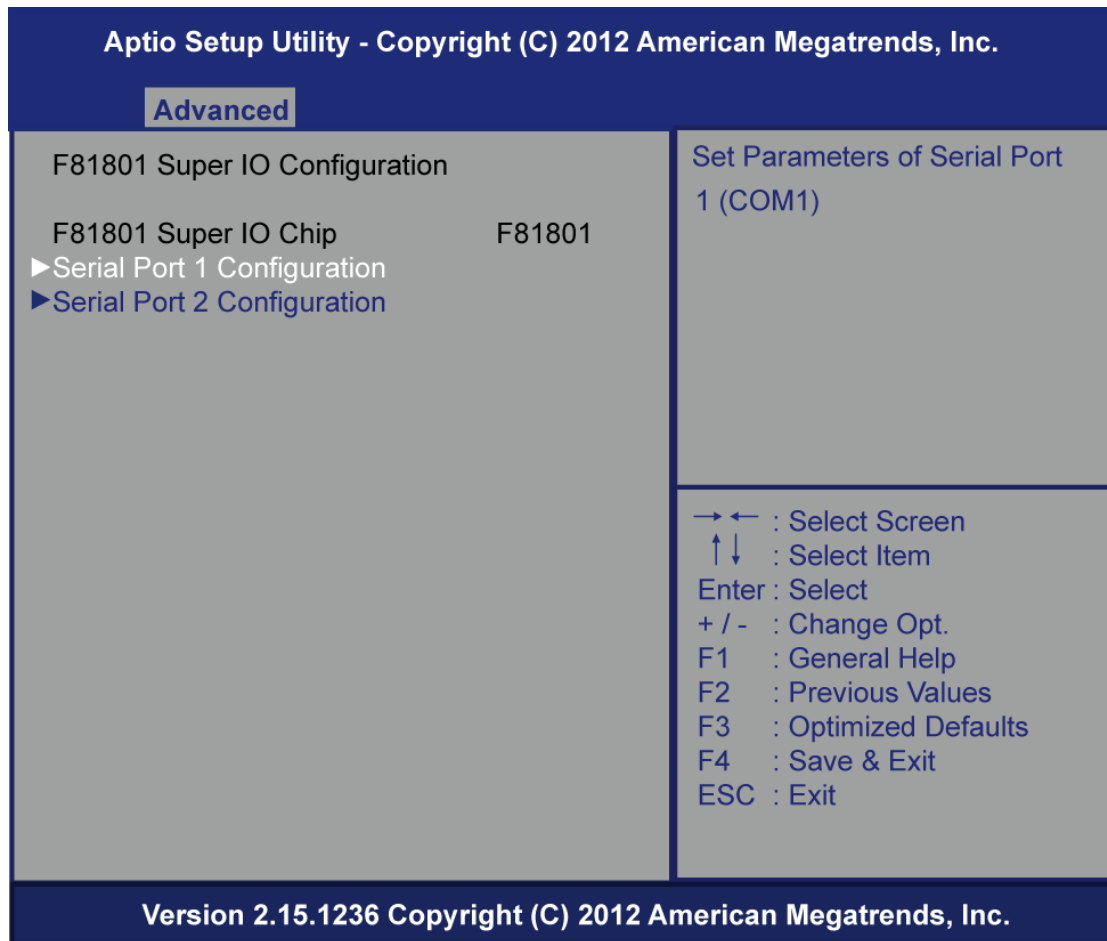 Aptio Setup Utility - Copyright (C) 2012 American Megatrends, Inc.
Advanced
F81801 Super IO Configuration
F81801 Super IO Chip F81801
►Serial Port 1 Configuration
►Serial Port 2 Configuration
Set Parameters of Serial Port
1 (COM1)
→ ← : Select Screen
↑↓ : Select Item
Enter : Select
+ / - : Change Opt.
F1 : General Help
F2 : Previous Values
F3 : Optimized Defaults
F4 : Save & Exit
ESC : Exit
Version 2.15.1236 Copyright (C) 2012 American Megatrends, Inc.